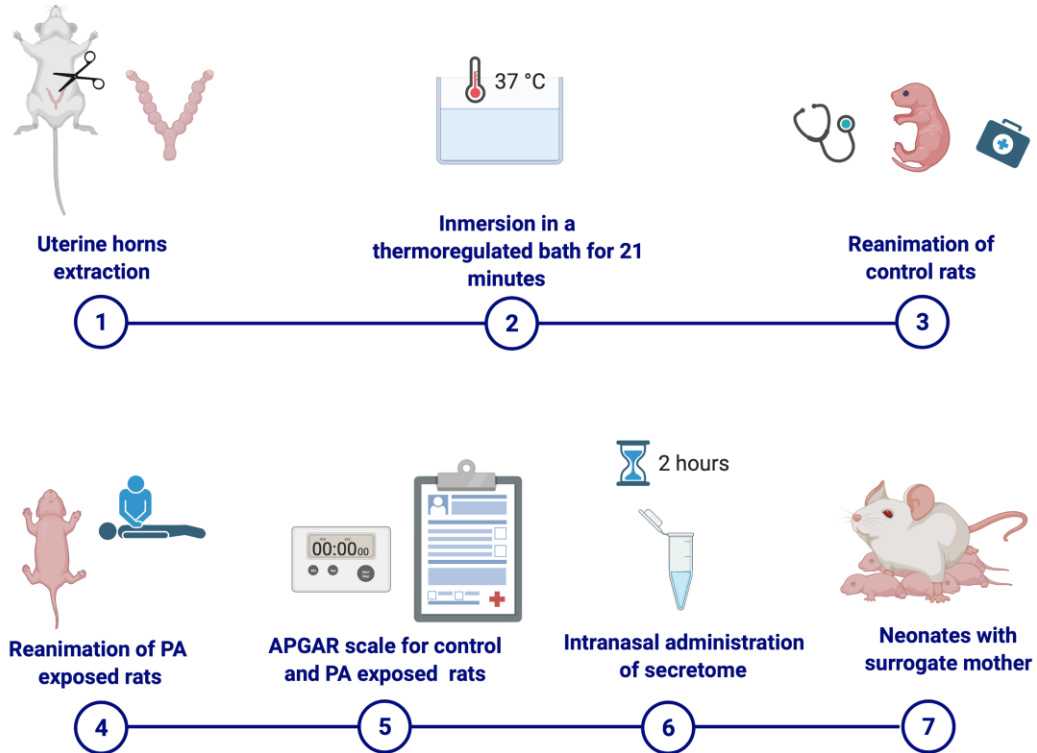 37 °C
Uterine horns
extraction
Inmersion in a
thermoregulated bath for 21
minutes
Reanimation of
control rats
1
2
3
2 hours
00:00 00
Reanimation of PA
exposed rats
APGAR scale for control
and PA exposed rats
Intranasal administration
of secretome
Neonates with
surrogate mother
4
5
6
7